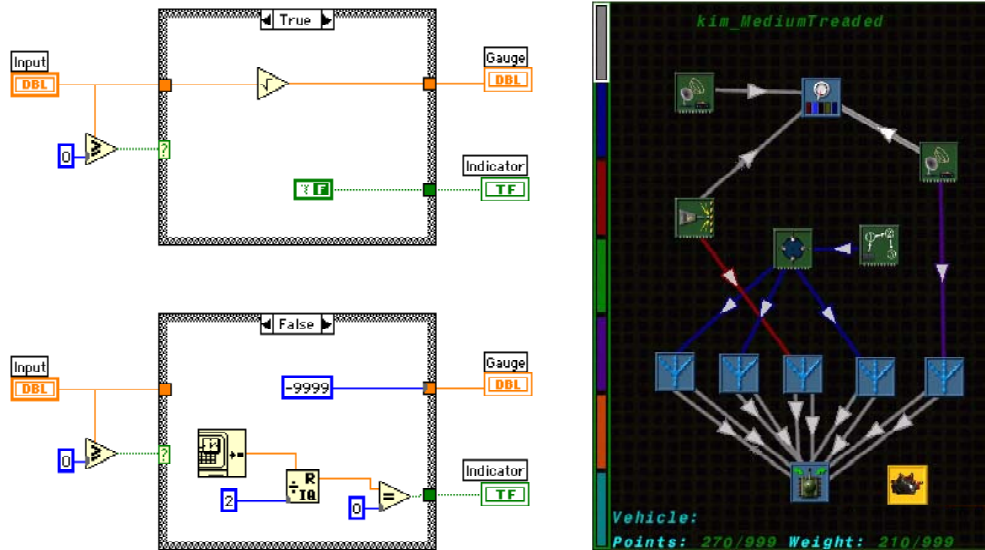 True
Input
DBL
0
?
√
F
Gauge
DBL
Indicator
TF
False
Input
DBL
0
?
-9999
2
R
IQ
0
=
Gauge
DBL
Indicator
TF
kim_MediumTreaded
Vehicle:
Points: 270/999 Weight: 210/999